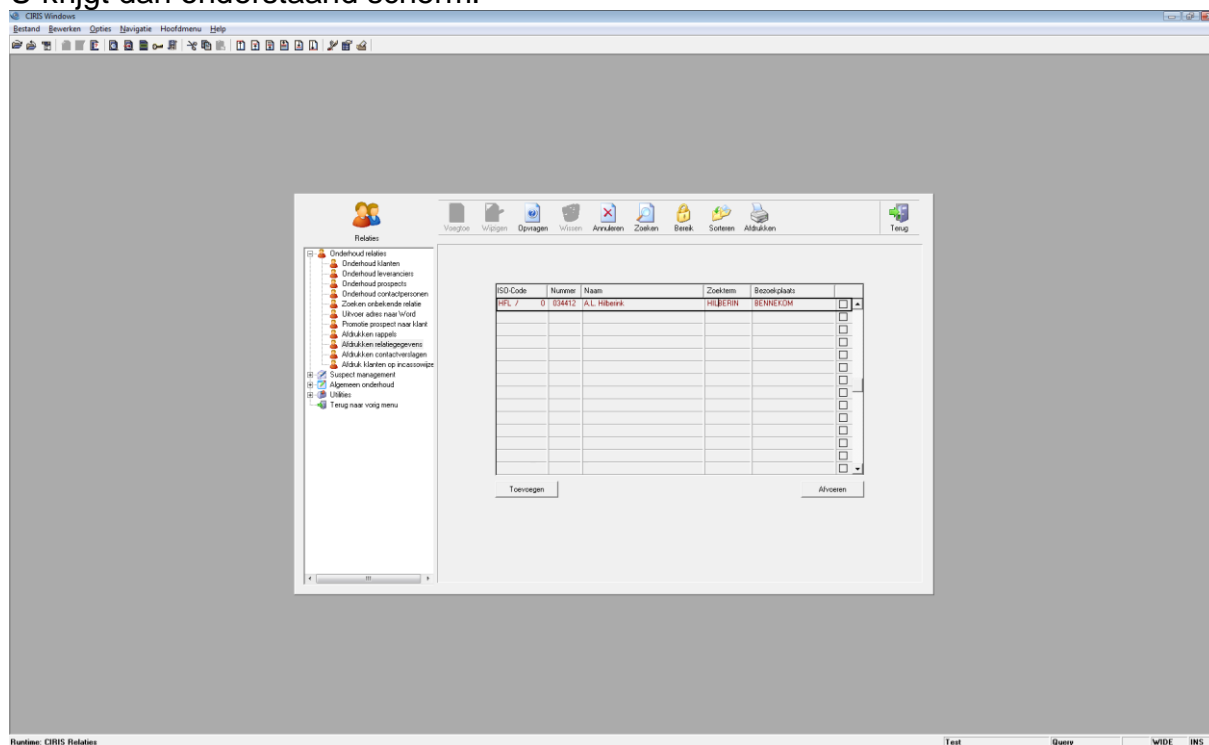 U krijgt dan onderstaand scherm.
CIRIS Windows
Bestand Bewerken Opties Navigatie Hoofdmenu Help
Relaties
Voegtoe Wijzigen Opvragen Wissen Annuleren Zoeken Bereik Sorteren Afdrukken Terug
Onderhoud relaties
Onderhoud klanten
Onderhoud leveranciers
Onderhoud prospects
Onderhoud contactpersonen
Zoeken onbekende relatie
Uitvoer adres naar Word
Promotie prospect naar klant
Afdrukken rappels
Afdrukken relatiegegevens
Afdrukken contactverslagen
Afdruk klanten op incassowijze
Suspect management
Algemeen onderhoud
Utilities
Terug naar vorig menu
ISO-Code Nummer Naam Zoekterm Bezoekplaats
HFL / 0 034412 A.L. Hilberink HILBERIN BENNEKOM
Toevoegen Afvoeren
Runtime: CIRIS Relaties Test Query WIDE INS